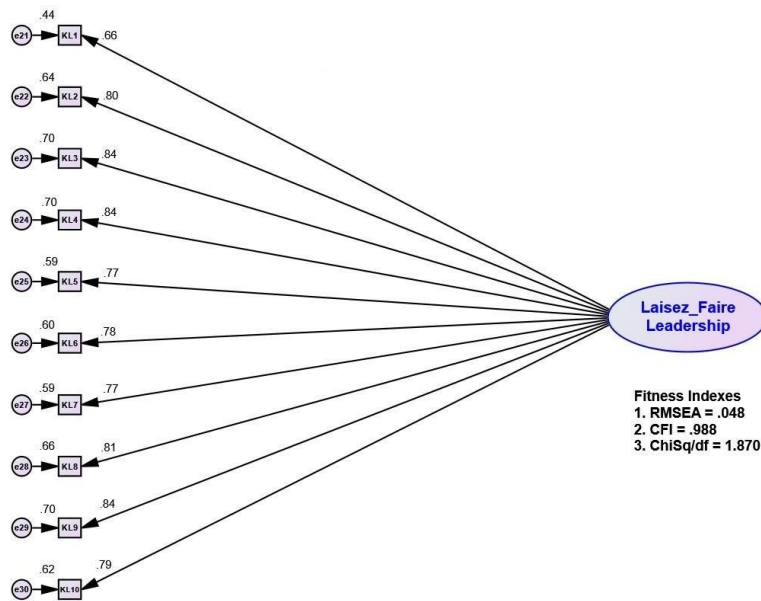 .44
e21 KL1 .66
.64
e22 KL2 .80
.70
e23 KL3 .84
.70
e24 KL4 .84
.59
e25 KL5 .77
.60
e26 KL6 .78
.59
e27 KL7 .77
.66
e28 KL8 .81
.70
e29 KL9 .84
.62
e30 KL10 .79
Laisez_Faire
Leadership
Fitness Indexes
1. RMSEA = .048
2. CFI = .988
3. ChiSq/df = 1.870